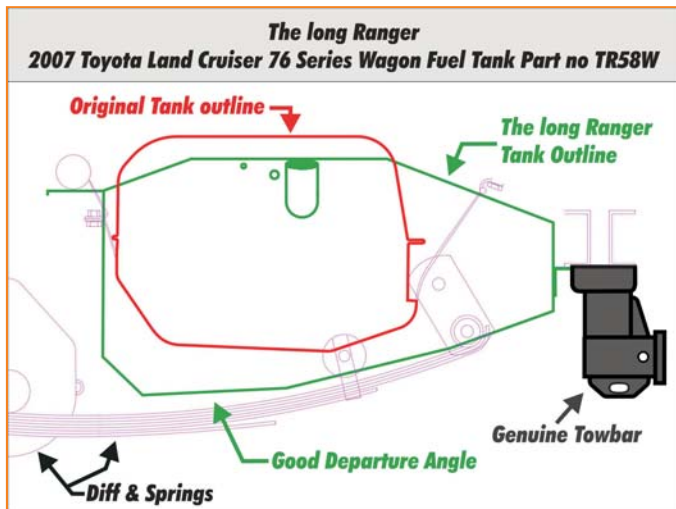 The long Ranger
2007 Toyota Land Cruiser 76 Series Wagon Fuel Tank Part no TR58W
Original Tank outline
The long Ranger
Tank Outline
Genuine Towbar
Good Departure Angle
Diff & Springs